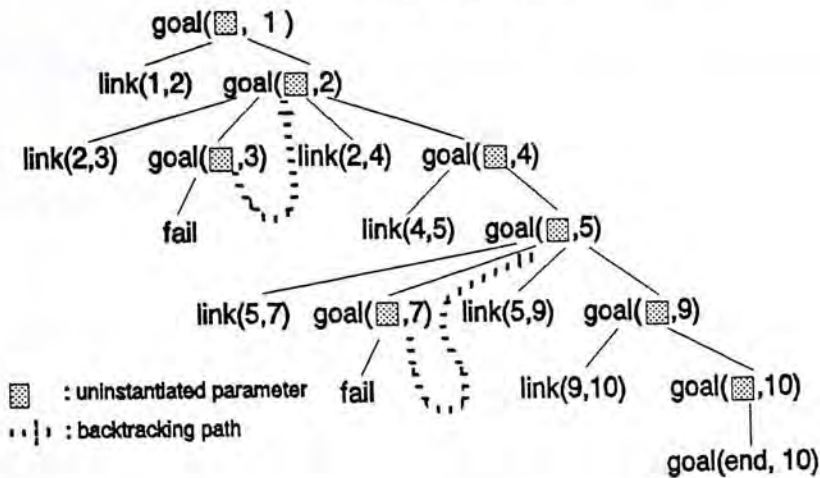 goal(▒, 1 )
link(1,2) goal(▒,2)
link(2,3) goal(▒,3) link(2,4) goal(▒,4)
fail link(4,5) goal(▒,5)
link(5,7) goal(▒,7) link(5,9) goal(▒,9)
▒ : uninstantiated parameter fail link(9,10) goal(▒,10)
: backtracking path
goal(end, 10)